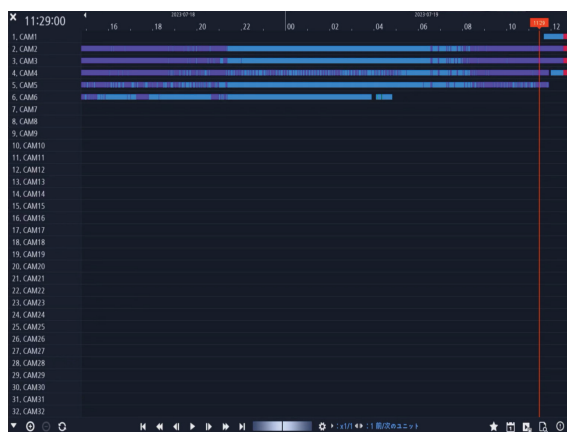 11:29:00
2023-07-18
2023-07-19
16 18 20 22 00 02 04 06 08 10 11:29 12
1, CAM1
2, CAM2
3, CAM3
4, CAM4
5, CAM5
6, CAM6
7, CAM7
8, CAM8
9, CAM9
10, CAM10
11, CAM11
12, CAM12
13, CAM13
14, CAM14
15, CAM15
16, CAM16
17, CAM17
18, CAM18
19, CAM19
20, CAM20
21, CAM21
22, CAM22
23, CAM23
24, CAM24
25, CAM25
26, CAM26
27, CAM27
28, CAM28
29, CAM29
30, CAM30
31, CAM31
32, CAM32
: x1/1 : 1 前/次のユニット